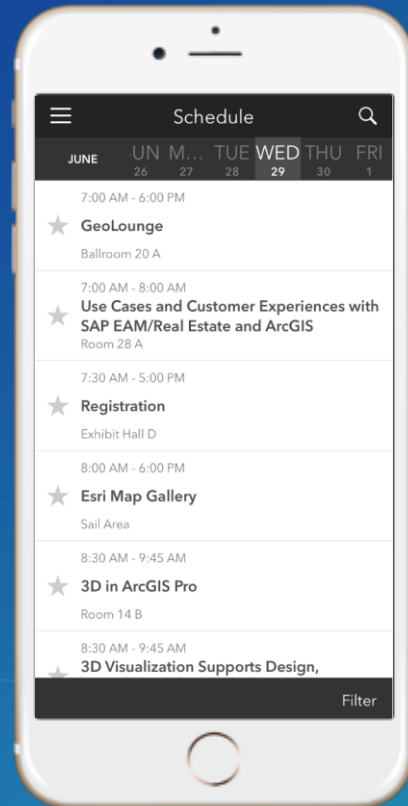 Schedule
JUNE
UN M... TUE WED THU FRI
26 27 28 29 30 1
7:00 AM - 6:00 PM
GeoLounge
Ballroom 20 A
7:00 AM - 8:00 AM
Use Cases and Customer Experiences with
SAP EAM/Real Estate and ArcGIS
Room 28 A
7:30 AM - 5:00 PM
Registration
Exhibit Hall D
8:00 AM - 6:00 PM
Esri Map Gallery
Sail Area
8:30 AM - 9:45 AM
3D in ArcGIS Pro
Room 14 B
8:30 AM - 9:45 AM
3D Visualization Supports Design,
Filter